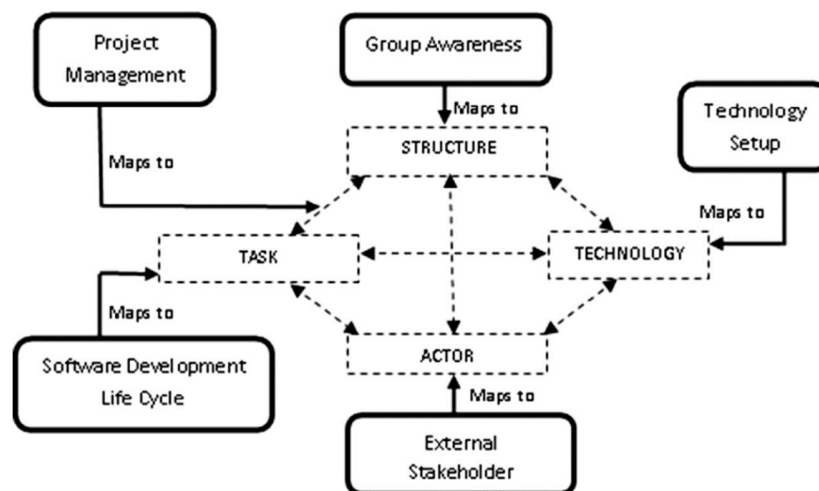 Project
Management
Group Awareness
Technology
Setup
Maps to
STRUCTURE
Maps to
Maps to
TASK
TECHNOLOGY
Maps to
Software Development
Life Cycle
ACTOR
Maps to
External
Stakeholder